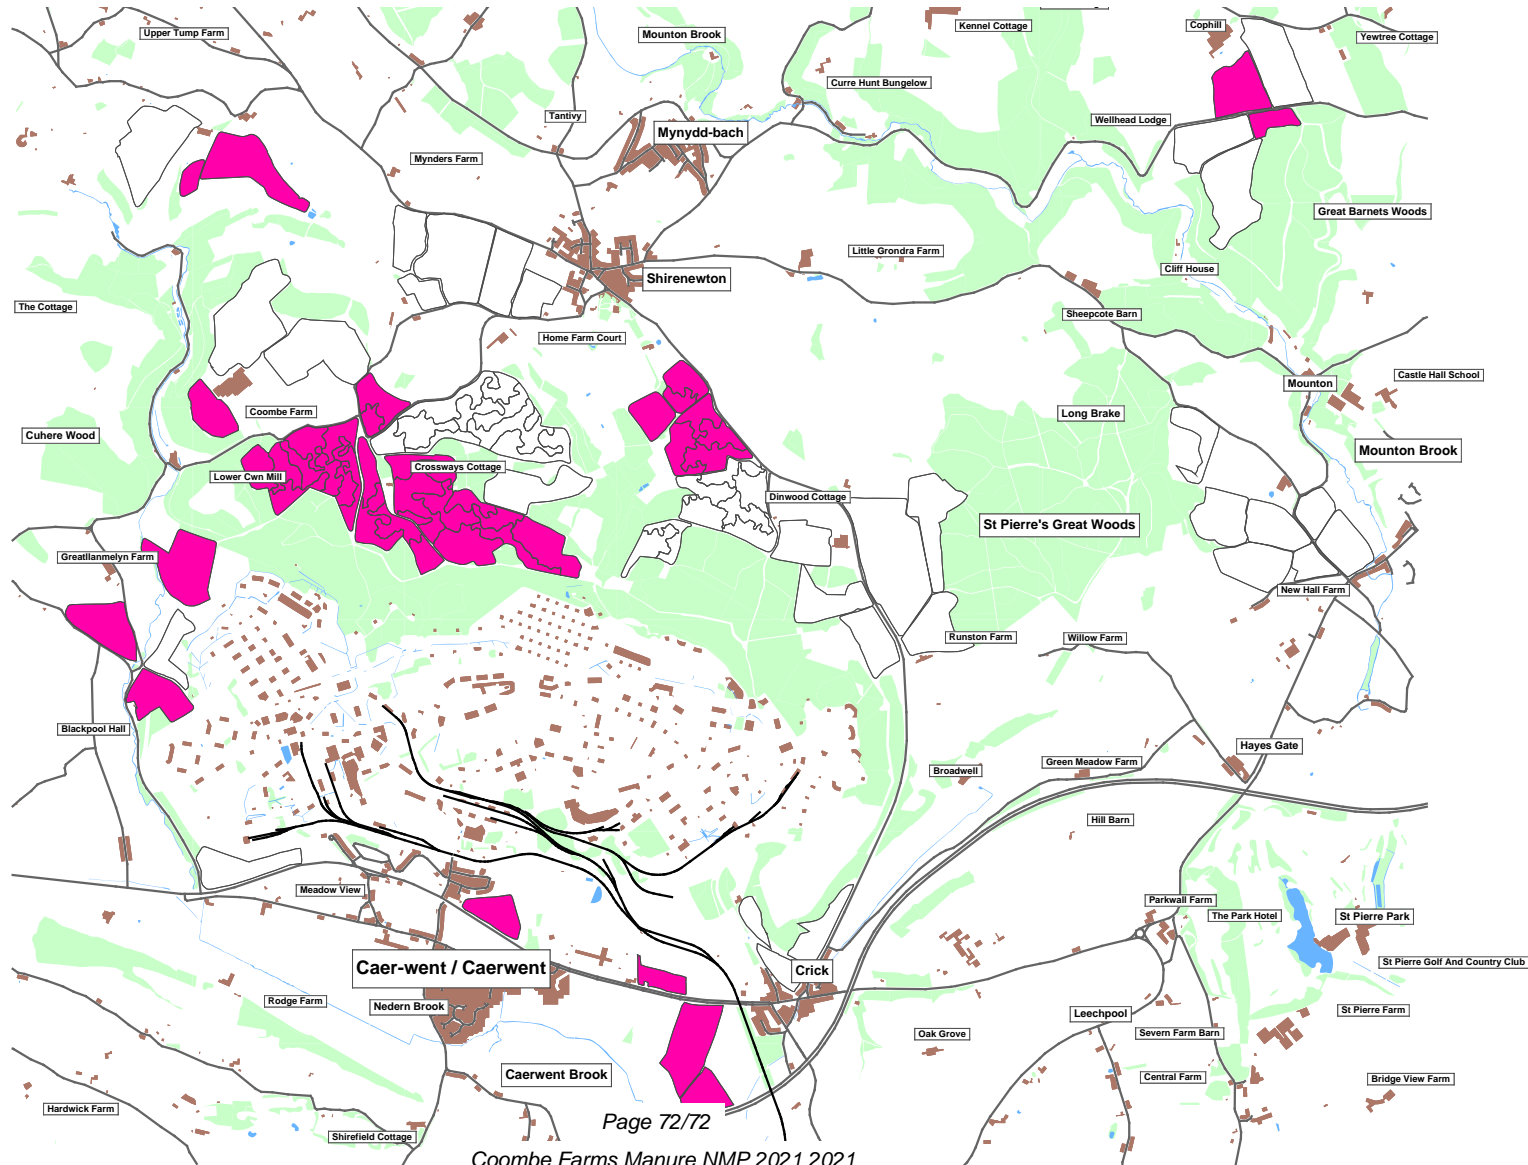 Kennel Cottage
Cophill
Upper Tump Farm
Mounton Brook
Yewtree Cottage
Curre Hunt Bungelow
Tantivy
Wellhead Lodge
Mynydd-bach
Mynders Farm
Great Barnets Woods
Little Grondra Farm
Cliff House
Shirenewton
The Cottage
Sheepcote Barn
Home Farm Court
Castle Hall School
Mounton
Coombe Farm
Long Brake
Cuhere Wood
Mounton Brook
Crossways Cottage
Lower Cwn Mill
Dinwood Cottage
St Pierre's Great Woods
Greatllanmelyn Farm
New Hall Farm
Runston Farm
Willow Farm
Blackpool Hall
Hayes Gate
Green Meadow Farm
Broadwell
Hill Barn
Meadow View
Parkwall Farm
The Park Hotel
St Pierre Park
St Pierre Golf And Country Club
Caer-went / Caerwent
Crick
Rodge Farm
Nedern Brook
St Pierre Farm
Leechpool
Oak Grove
Severn Farm Barn
Caerwent Brook
Central Farm
Bridge View Farm
Hardwick Farm
Shirefield Cottage
Page 72/72
Coombe Farms Manure NMP 2021 2021